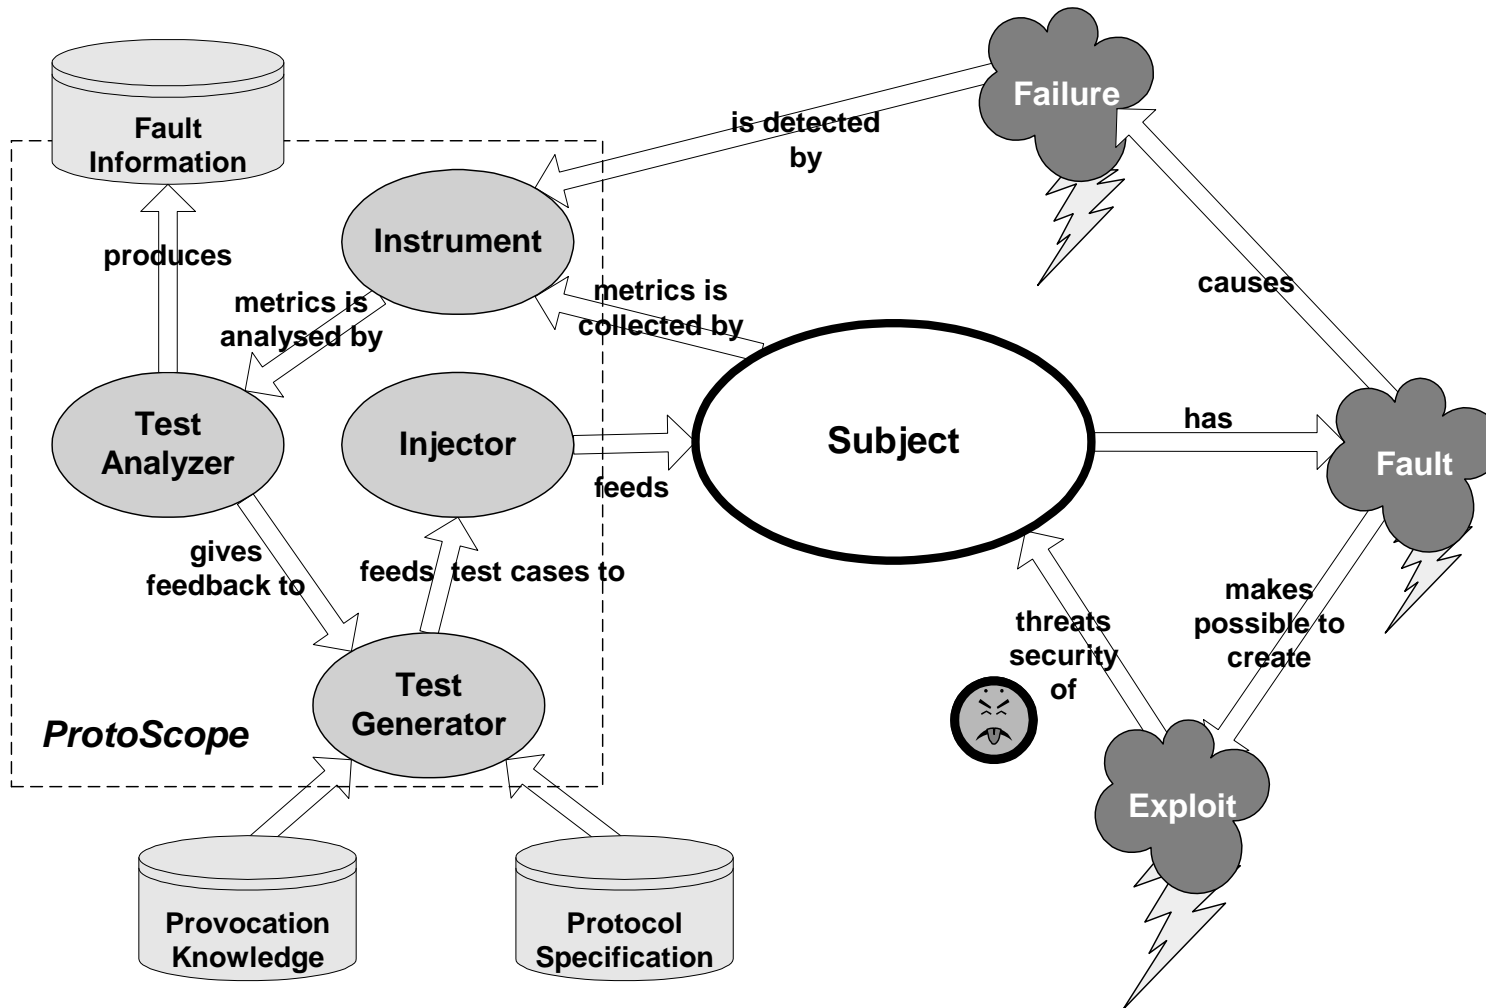 Failure
Fault
Information
is detected
by
Instrument
produces
metrics is
analysed by
metrics is
collected by
causes
Test
Analyzer
Injector
feeds
Subject
has
Fault
gives
feedback to
feeds test cases to
makes
possible to
create
threats
security
of
Test
Generator
ProtoScope
Exploit
Provocation
Knowledge
Protocol
Specification